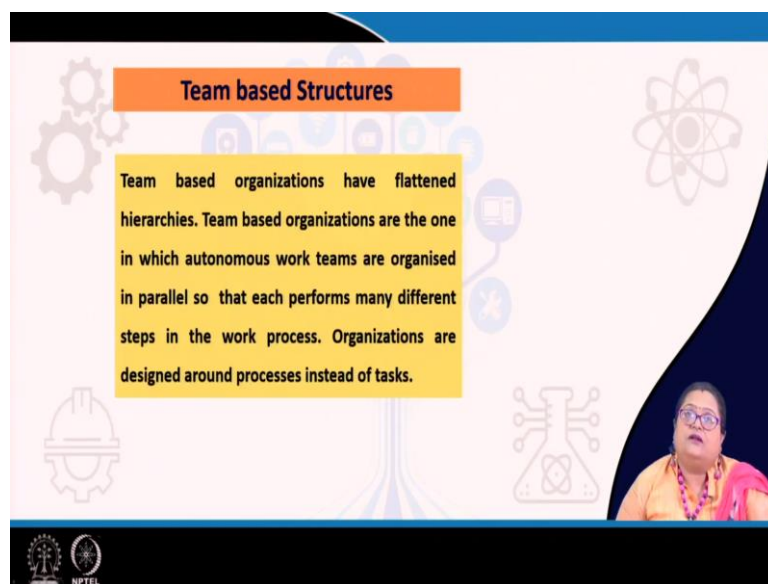 Team based Structures
Team based organizations have flattened
hierarchies. Team based organizations are the one
in which autonomous work teams are organised
in parallel so that each performs many different
steps in the work process. Organizations are
designed around processes instead of tasks.
NPTEL